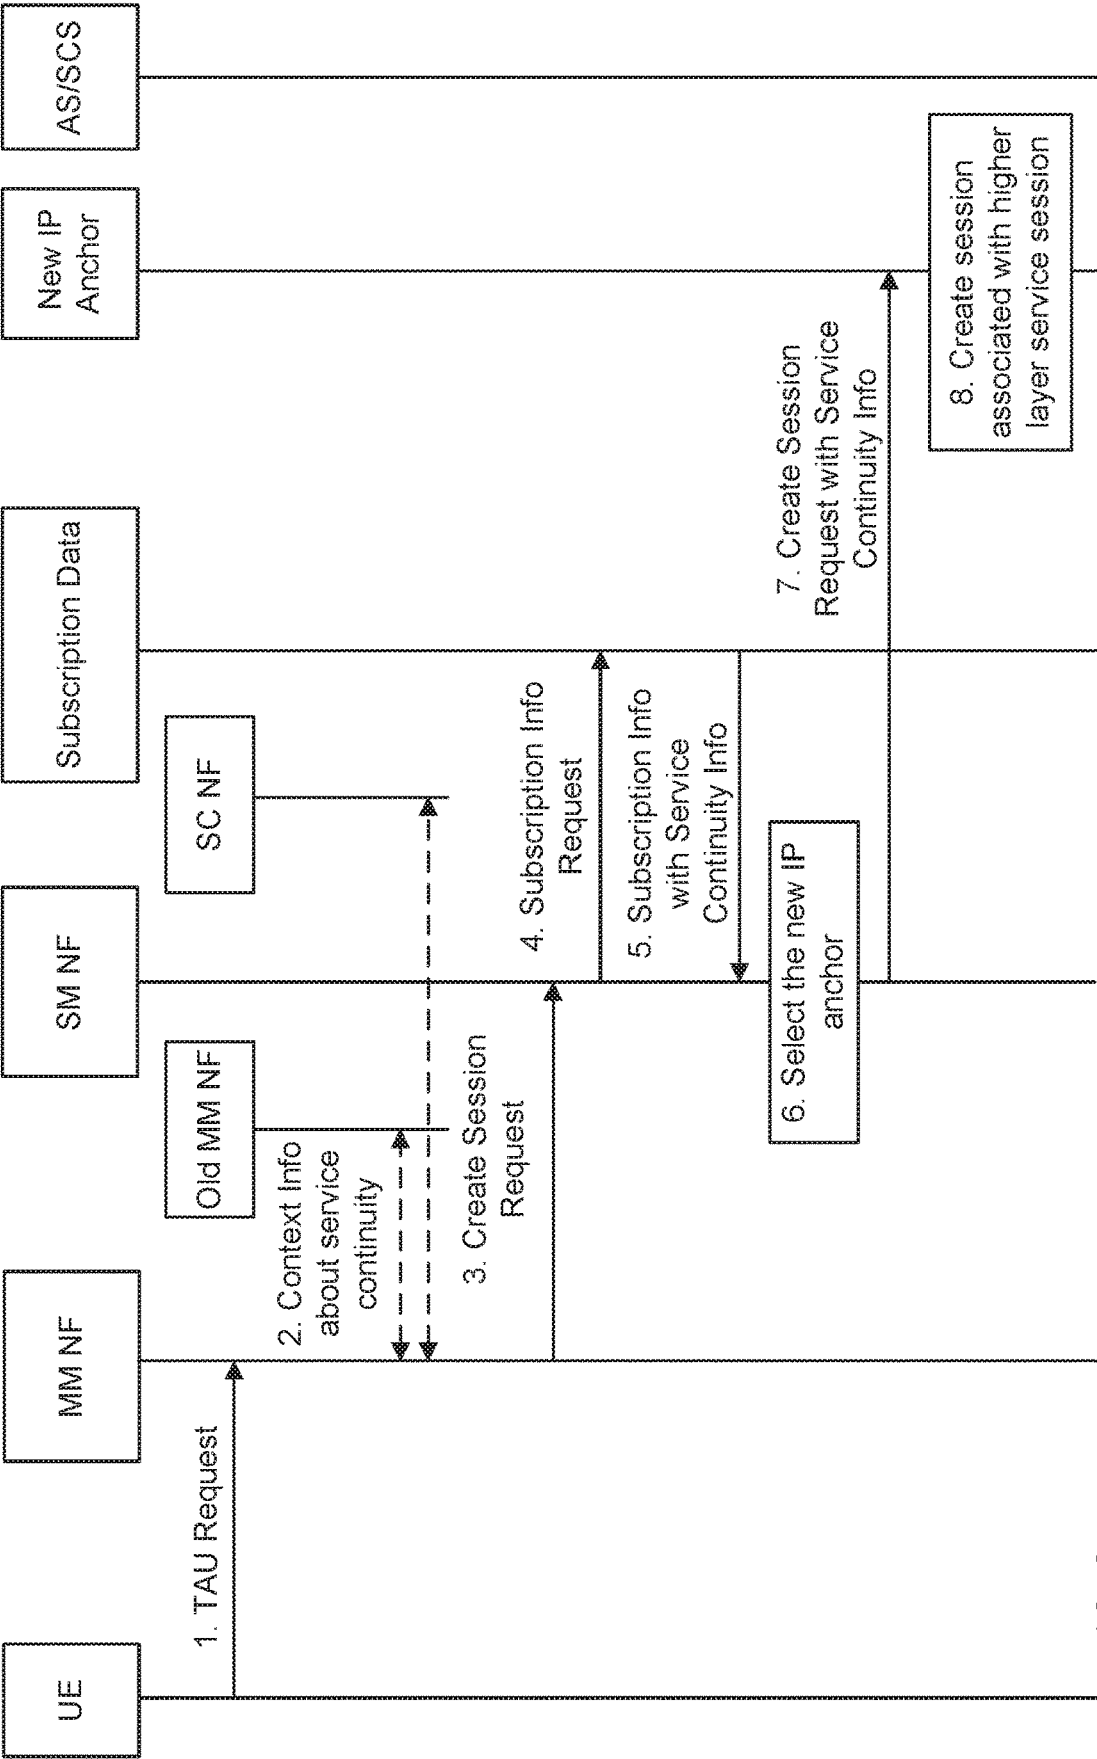 UE
MM NF
SM NF
Subscription Data
New IP
Anchor
AS/SCS
Old MM NF
SC NF
1. TAU Request
2. Context Info
about service
continuity
3. Create Session
Request
4. Subscription Info
Request
5. Subscription Info
with Service
Continuity Info
6. Select the new IP
anchor
7. Create Session
Request with Service
Continuity Info
8. Create session
associated with higher
layer service session